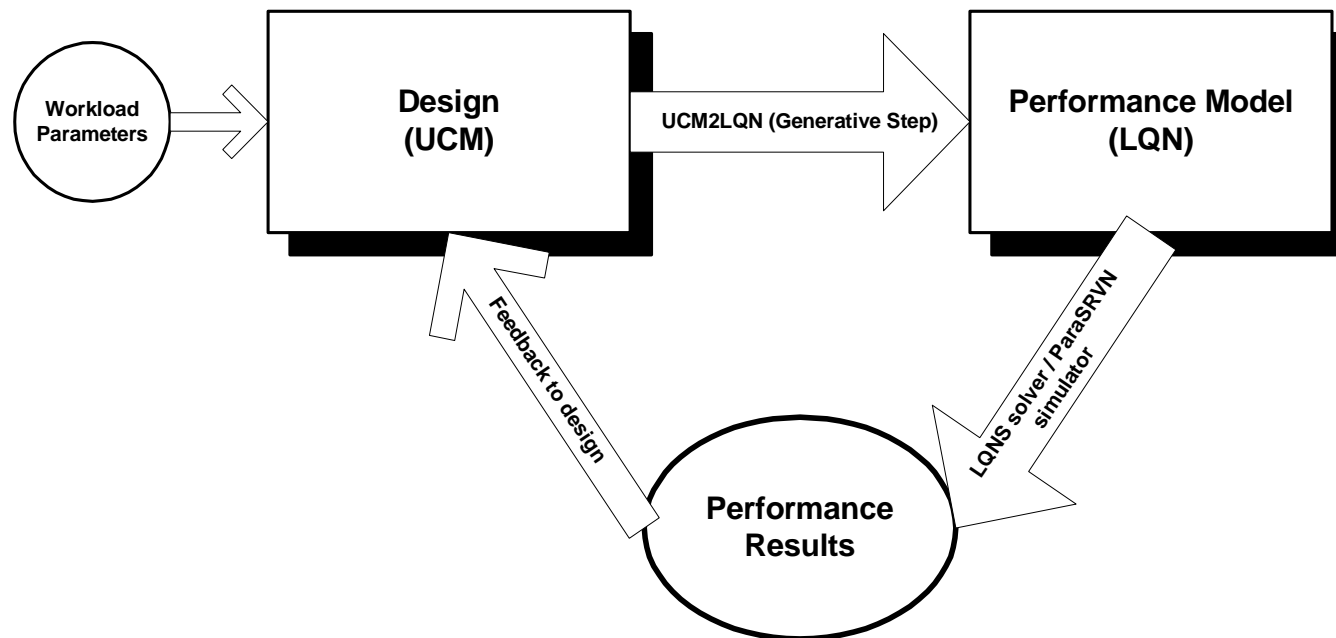 Workload
Parameters
Design
(UCM)
UCM2LQN (Generative Step)
Performance Model
(LQN)
LQNS solver / ParaSRVN
simulator
Feedback to design
Performance
Results